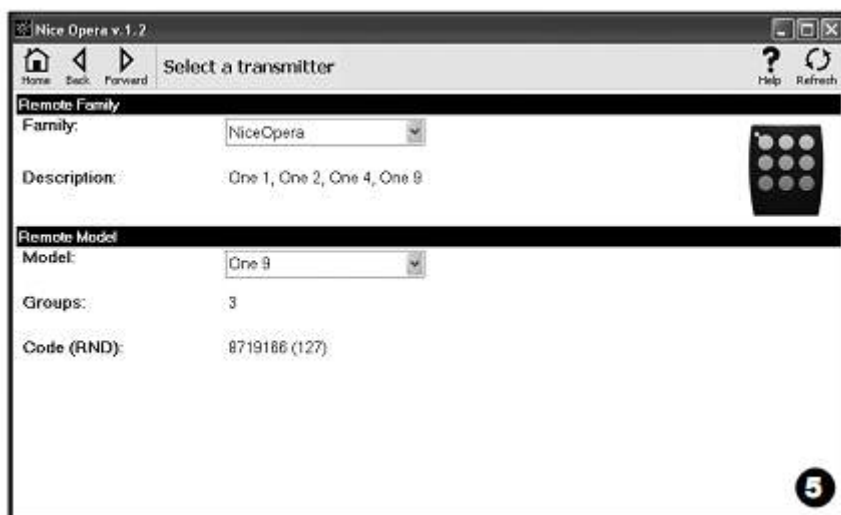 Nice Opera v.1.2
Home Back Forward Select a transmitter Help Refresh
Remote Family
Family: NiceOpera
Description: One 1, One 2, One 4, One 9
Remote Model
Model: One 9
Groups: 3
Code (RND): 8719166 (127)
5